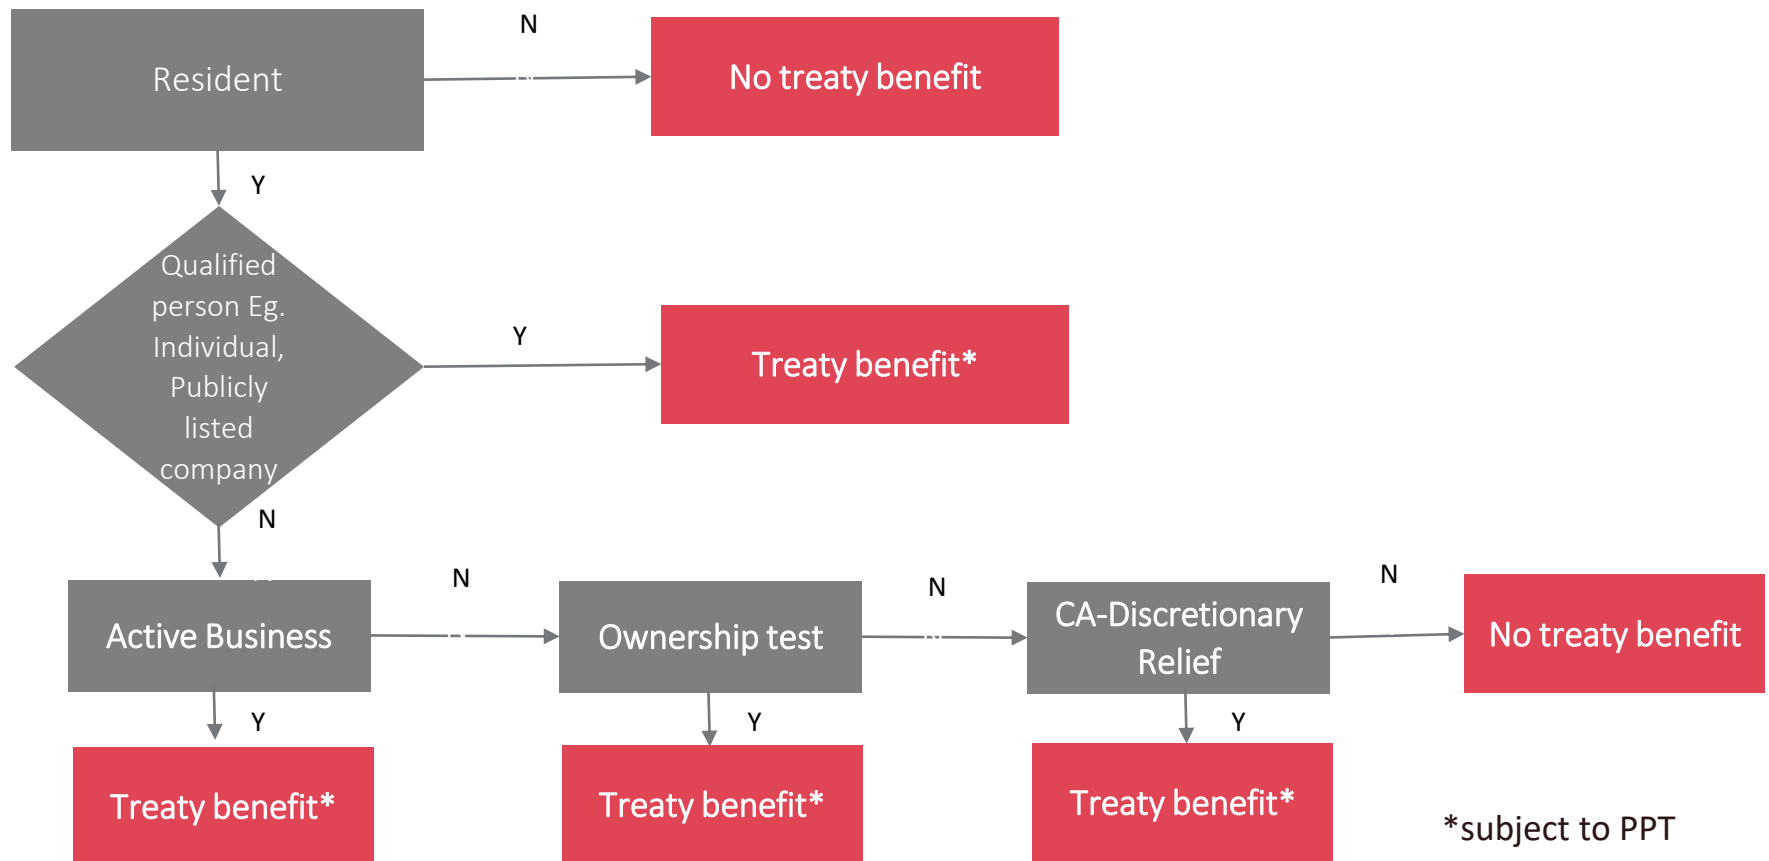 N
Resident
No treaty benefit
Y
Qualified
person Eg.
Individual,
Publicly
listed
company
Y
Treaty benefit*
N
Active Business
N
Ownership test
N
CA-Discretionary
Relief
N
No treaty benefit
Y
Y
Y
Treaty benefit*
Treaty benefit*
Treaty benefit*
*subject to PPT